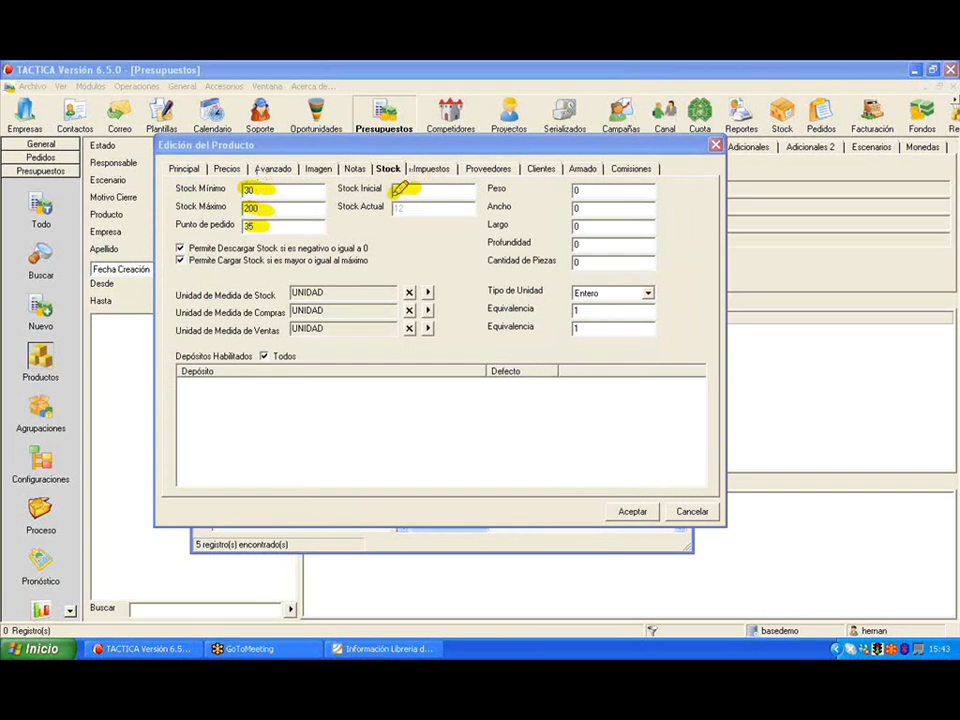 TACTICA Versión 6.5.0 - [Presupuestos]
Archivo Ver Módulos Operaciones General Accesorios Ventana Acerca de...
Empresas Contactos Correo Plantillas Calendario Soporte Oportunidades Presupuestos Competidores Proyectos Serializados Campañas Canal Cuota Reportes Stock Pedidos Facturación Fondos
General
Pedidos
Presupuestos
Todo
Buscar
Nuevo
Productos
Agrupaciones
Configuraciones
Proceso
Pronóstico
Estado
Responsable
Escenario
Motivo Cierre
Producto
Empresa
Apellido
Fecha Creación
Desde
Hasta
Buscar
Adicionales Adicionales 2 Escenarios Monedas
Edición del Producto
Principal Precios Avanzado Imagen Notas Stock Impuestos Proveedores Clientes Armado Comisiones
Stock Mínimo 30 Stock Inicial Peso 0
Stock Máximo 200 Stock Actual 12 Ancho 0
Punto de pedido 35 Largo 0
Profundidad 0
Permite Descargar Stock si es negativo o igual a 0
Permite Cargar Stock si es mayor o igual al máximo Cantidad de Piezas 0
Unidad de Medida de Stock UNIDAD Tipo de Unidad Entero
Unidad de Medida de Compras UNIDAD Equivalencia 1
Unidad de Medida de Ventas UNIDAD Equivalencia 1
Depósitos Habilitados Todos
Depósito Defecto
Aceptar Cancelar
5 registro(s) encontrado(s)
0 Registro(s) basedemo hernan
Inicio TACTICA Versión 6.5... GoToMeeting Información Libreria d... 15:43